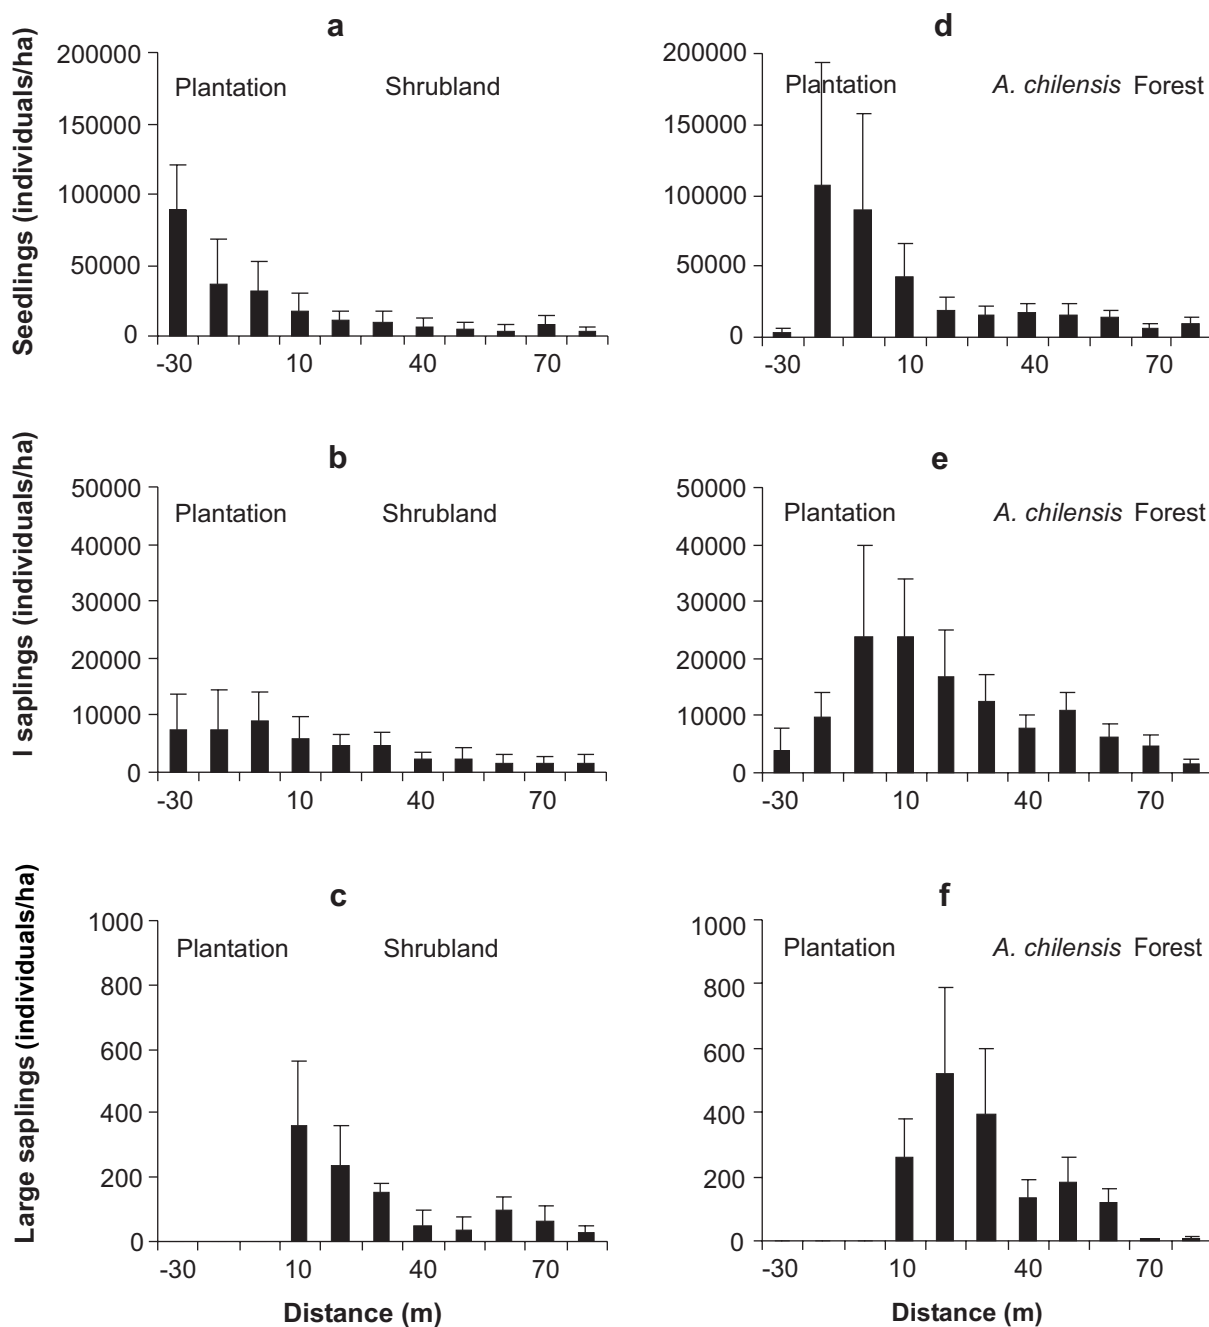 a
Seedlings (individuals/ha)
200000
150000
100000
50000
0
Plantation Shrubland
-30 10 40 70
d
200000
150000
100000
50000
0
Plantation A. chilensis Forest
-30 10 40 70
b
I saplings (individuals/ha)
50000
40000
30000
20000
10000
0
Plantation Shrubland
-30 10 40 70
e
50000
40000
30000
20000
10000
0
Plantation A. chilensis Forest
-30 10 40 70
c
Large saplings (individuals/ha)
1000
800
600
400
200
0
Plantation Shrubland
-30 10 40 70
Distance (m)
f
1000
800
600
400
200
0
Plantation A. chilensis Forest
-30 10 40 70
Distance (m)